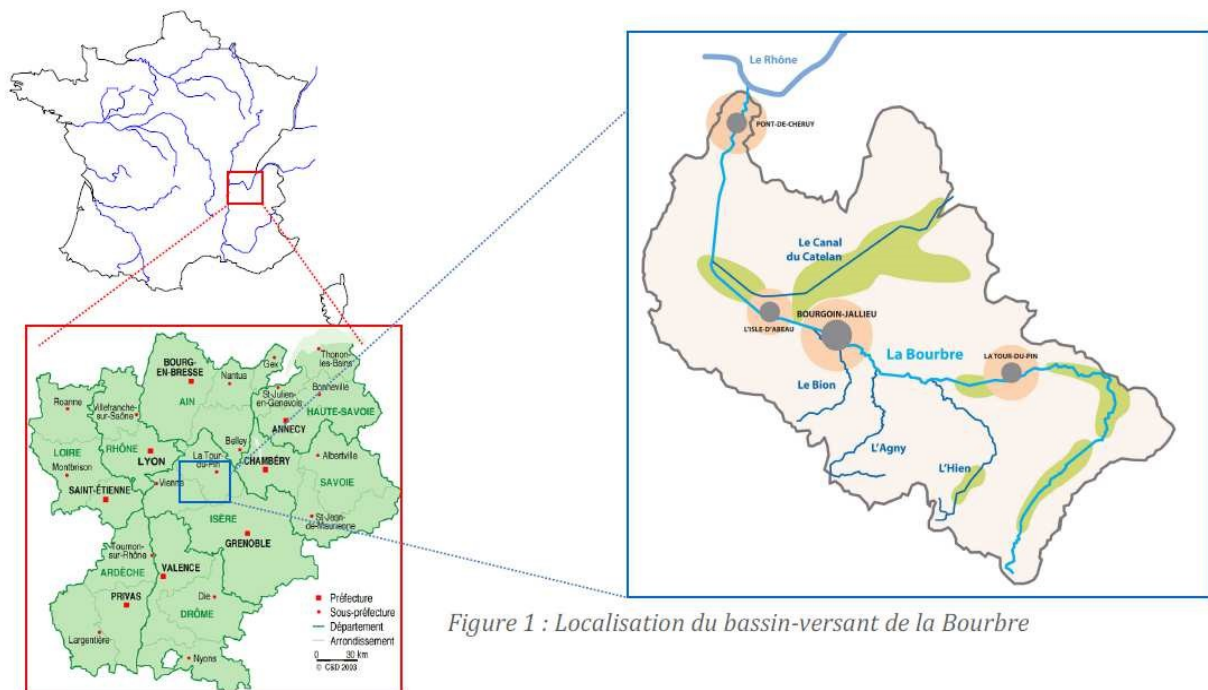 Le Rhône
PONT-DE-CHERUY
Le Canal
du Catelan
BOURGOIN-JALLIEU
L'ISLE-D'ABEAU
La Bourbre
LA TOUR-DU-PIN
Le Bion
L'Agny
L'Hien
Thonon-
les-Bains
BOURG-
EN-BRESSE
Gex
Nantua
Bonneville
AIN
St-Julien-
en-Genevois
Roanne
Villefranche-
sur-Saône
HAUTE-SAVOIE
ANNECY
RHÔNE
Belley
LOIRE
LYON
La Tour-
du-Pin
CHAMBÉRY
Albertville
Montbrison
SAVOIE
Vienne
SAINT-ÉTIENNE
ISÈRE
St-Jean-
de-Maurienne
GRENOBLE
Tournon-
sur-Rhône
ARDÈCHE
VALENCE
PRIVAS
Die
DRÔME
Largentière
Nyons
Préfecture
Sous-préfecture
Département
Arrondissement
0 30 km
© C&D 2003
Figure 1 : Localisation du bassin-versant de la Bourbre